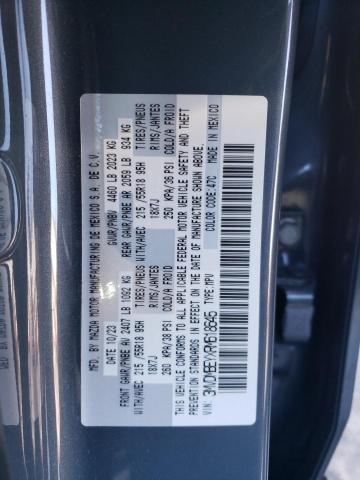 MFD. BY MAZDA MOTOR MANUFACTURING DE MEXICO S.A. DE C.V.
DATE 10/23 GVWR/PNBV 4460 LB 2023 KG
FRONT GAWR/PNBE AV 2407 LB 1092 KG REAR GAWR/PNBE AR 2059 LB 934 KG
WITH/AVEC 215/55R18 95H TIRES/PNEUS WITH/AVEC 215/55R18 95H TIRES/PNEUS
18X7J RIMS/JANTES 18X7J RIMS/JANTES
260 KPA/38 PSI COLD/A FROID 250 KPA/36 PSI COLD/A FROID
THIS VEHICLE CONFORMS TO ALL APPLICABLE FEDERAL MOTOR VEHICLE SAFETY AND THEFT
PREVENTION STANDARDS IN EFFECT ON THE DATE OF MANUFACTURE SHOWN ABOVE.
MADE IN MEXICO
TYPE: MPV COLOR CODE: 47C